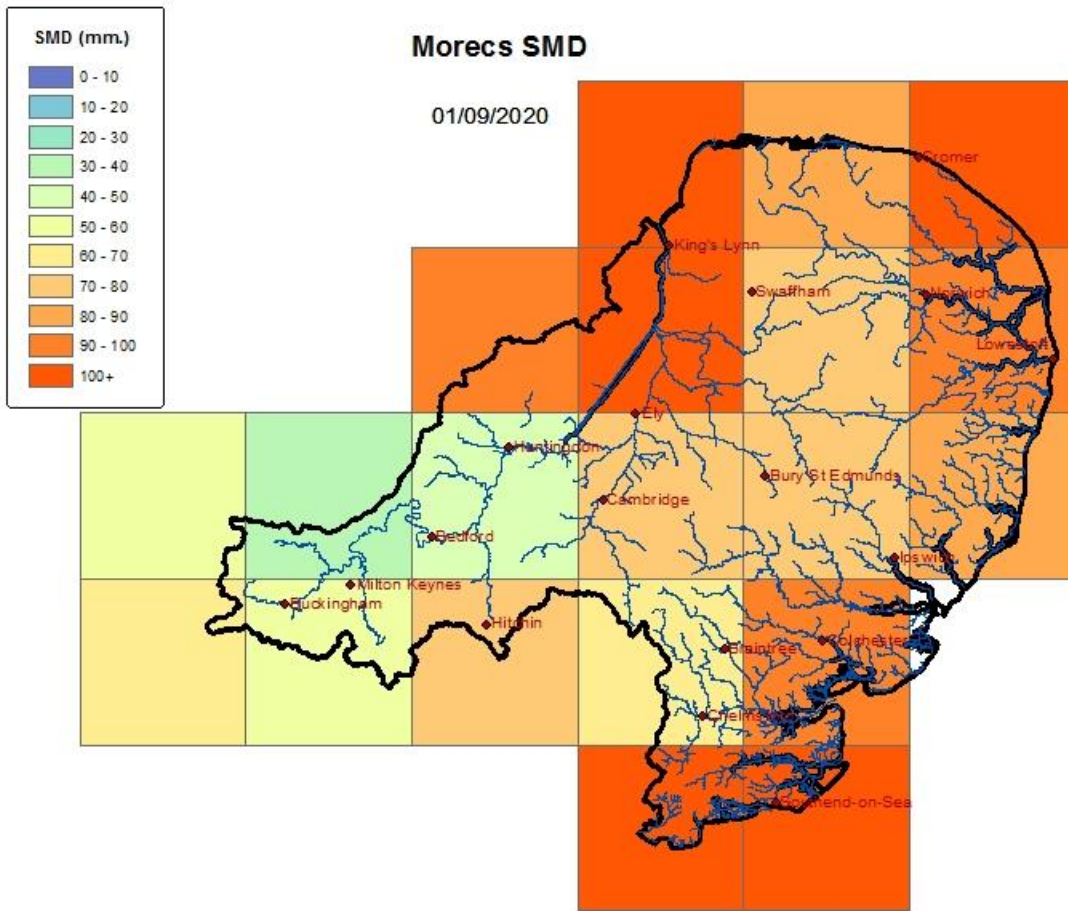 SMD (mm.)
0 - 10
10 - 20
20 - 30
30 - 40
40 - 50
50 - 60
60 - 70
70 - 80
80 - 90
90 - 100
100+
Morecs SMD
01/09/2020
Cromer
King's Lynn
Swaffham
Norwich
Lowestoft
Ely
Huntingdon
Bury St Edmunds
Cambridge
Bedford
Ipswich
Milton Keynes
Buckingham
Hitchin
Colchester
Braintree
Chelmsford
Southend-on-Sea